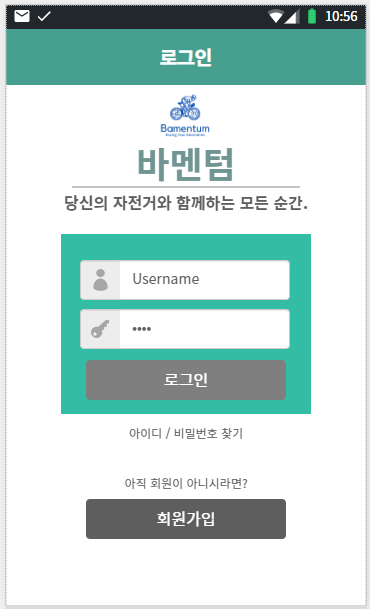 10:56
로그인
Bamentum
바멘텀
당신의 자전거와 함께하는 모든 순간.
Username
••••
로그인
아이디 / 비밀번호 찾기
아직 회원이 아니시라면?
회원가입